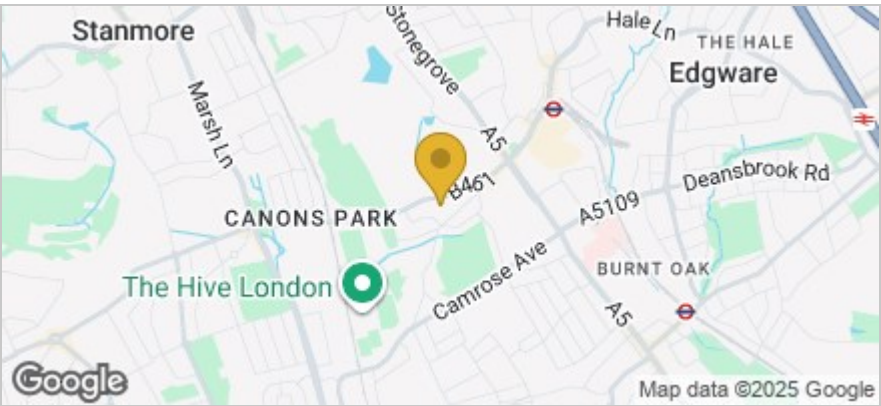 Stanmore
Stonegrove
Hale Ln
THE HALE
Edgware
Marsh Ln
A5
B461
Deansbrook Rd
A5109
CANONS PARK
Camrose Ave
BURNT OAK
The Hive London
A5
Google
Map data ©2025 Google